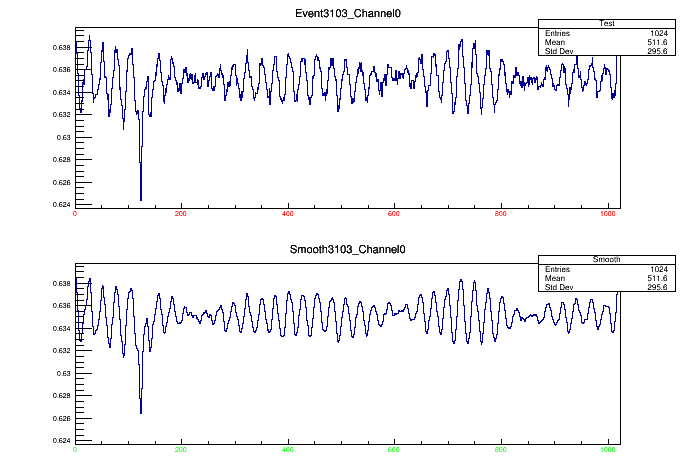 Event3103_Channel0
Test
Entries 1024
Mean 511.6
Std Dev 295.6
0.638
0.636
0.634
0.632
0.63
0.628
0.626
0.624
0 200 400 600 800 1000
Smooth3103_Channel0
Smooth
Entries 1024
Mean 511.6
Std Dev 295.6
0.638
0.636
0.634
0.632
0.63
0.628
0.626
0.624
0 200 400 600 800 1000